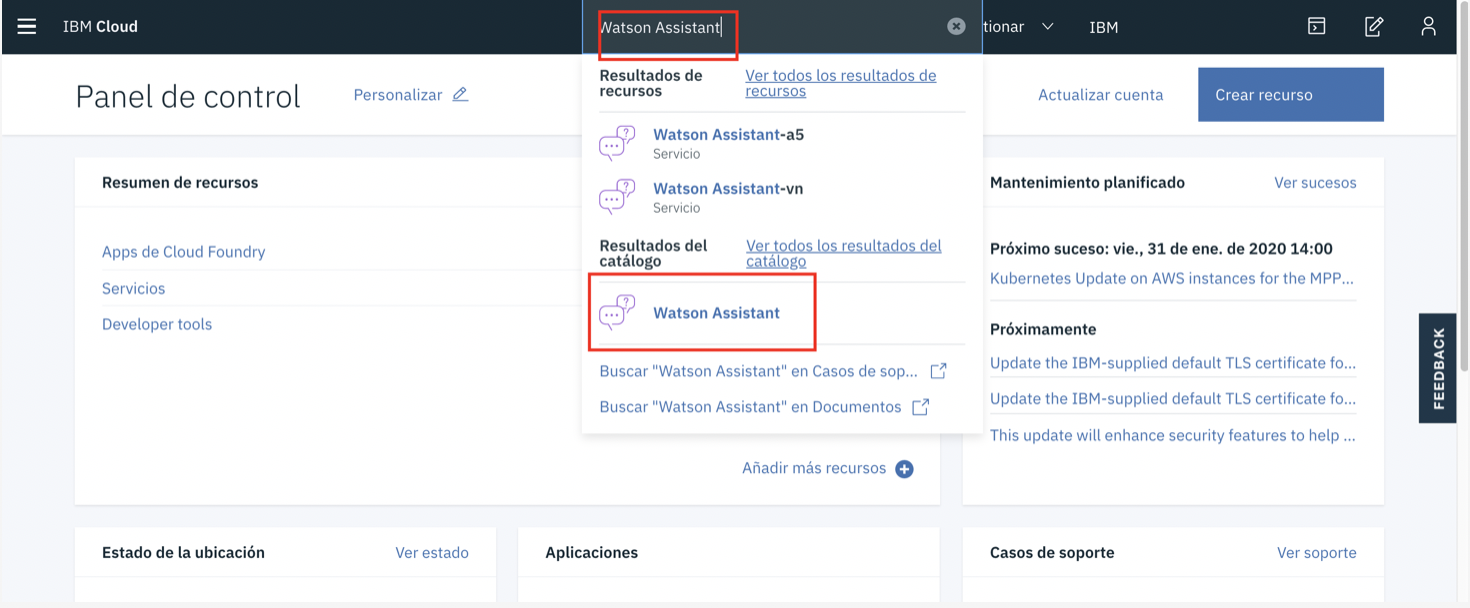 IBM Cloud
Watson Assistant
tionar
IBM
Panel de control
Personalizar
Resultados de
recursos
Ver todos los resultados de
recursos
Actualizar cuenta
Crear recurso
Watson Assistant-a5
Servicio
Watson Assistant-vn
Servicio
Resultados del
catálogo
Ver todos los resultados del
catálogo
Watson Assistant
Buscar "Watson Assistant" en Casos de sop...
Buscar "Watson Assistant" en Documentos
Resumen de recursos
Apps de Cloud Foundry
Servicios
Developer tools
Añadir más recursos
Mantenimiento planificado
Ver sucesos
Próximo suceso: vie., 31 de ene. de 2020 14:00
Kubernetes Update on AWS instances for the MPP...
Próximamente
Update the IBM-supplied default TLS certificate fo...
Update the IBM-supplied default TLS certificate fo...
This update will enhance security features to help ...
FEEDBACK
Estado de la ubicación
Ver estado
Aplicaciones
Casos de soporte
Ver soporte